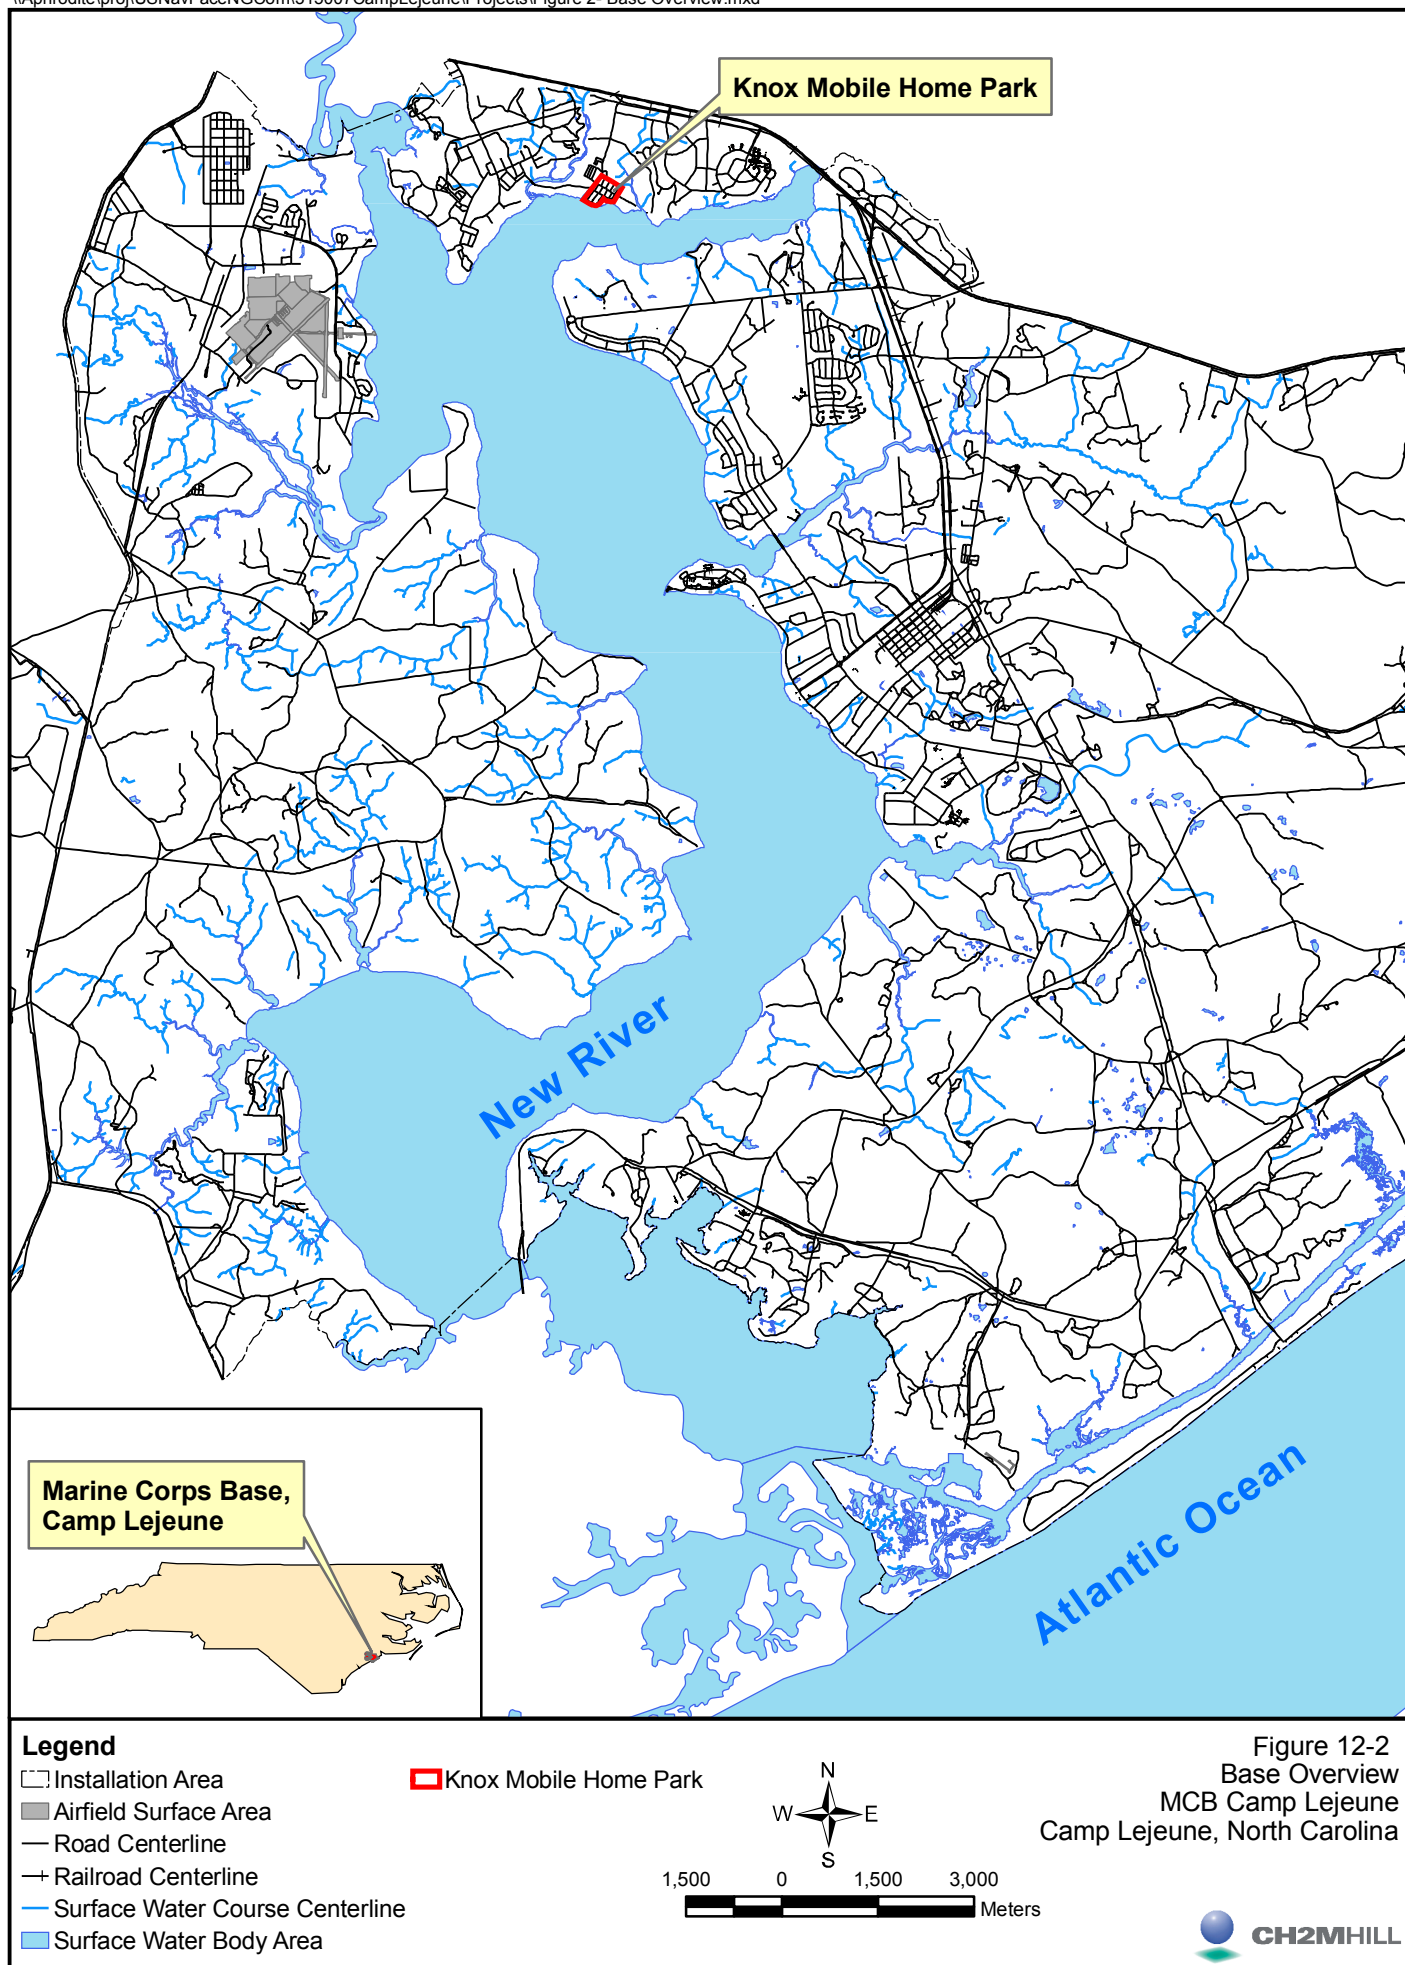 Knox Mobile Home Park
New River
Atlantic Ocean
Marine Corps Base,
Camp Lejeune
Legend
Installation Area
Airfield Surface Area
Road Centerline
Railroad Centerline
Surface Water Course Centerline
Surface Water Body Area
Knox Mobile Home Park
N
W E
S
1,500 0 1,500 3,000
Meters
Figure 12-2
Base Overview
MCB Camp Lejeune
Camp Lejeune, North Carolina
CH2MHILL